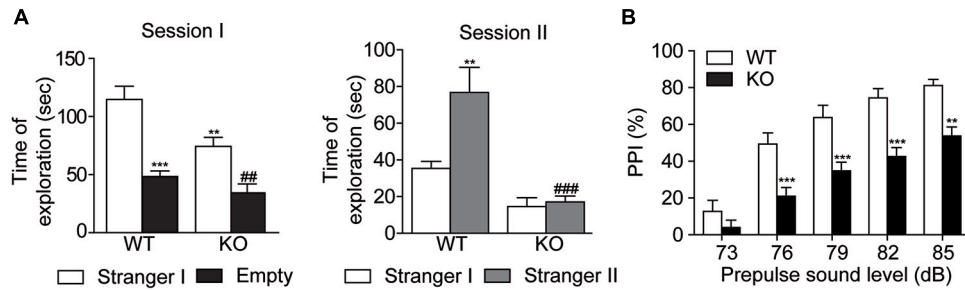 A
Session I
Time of
exploration (sec)
150
100
50
0
**
***
##
WT
KO
Stranger I
Empty
Session II
Time of
exploration (sec)
100
80
60
40
20
0
**
###
WT
KO
Stranger I
Stranger II
B
WT
KO
PPI (%)
100
80
60
40
20
0
***
***
***
**
73
76
79
82
85
Prepulse sound level (dB)